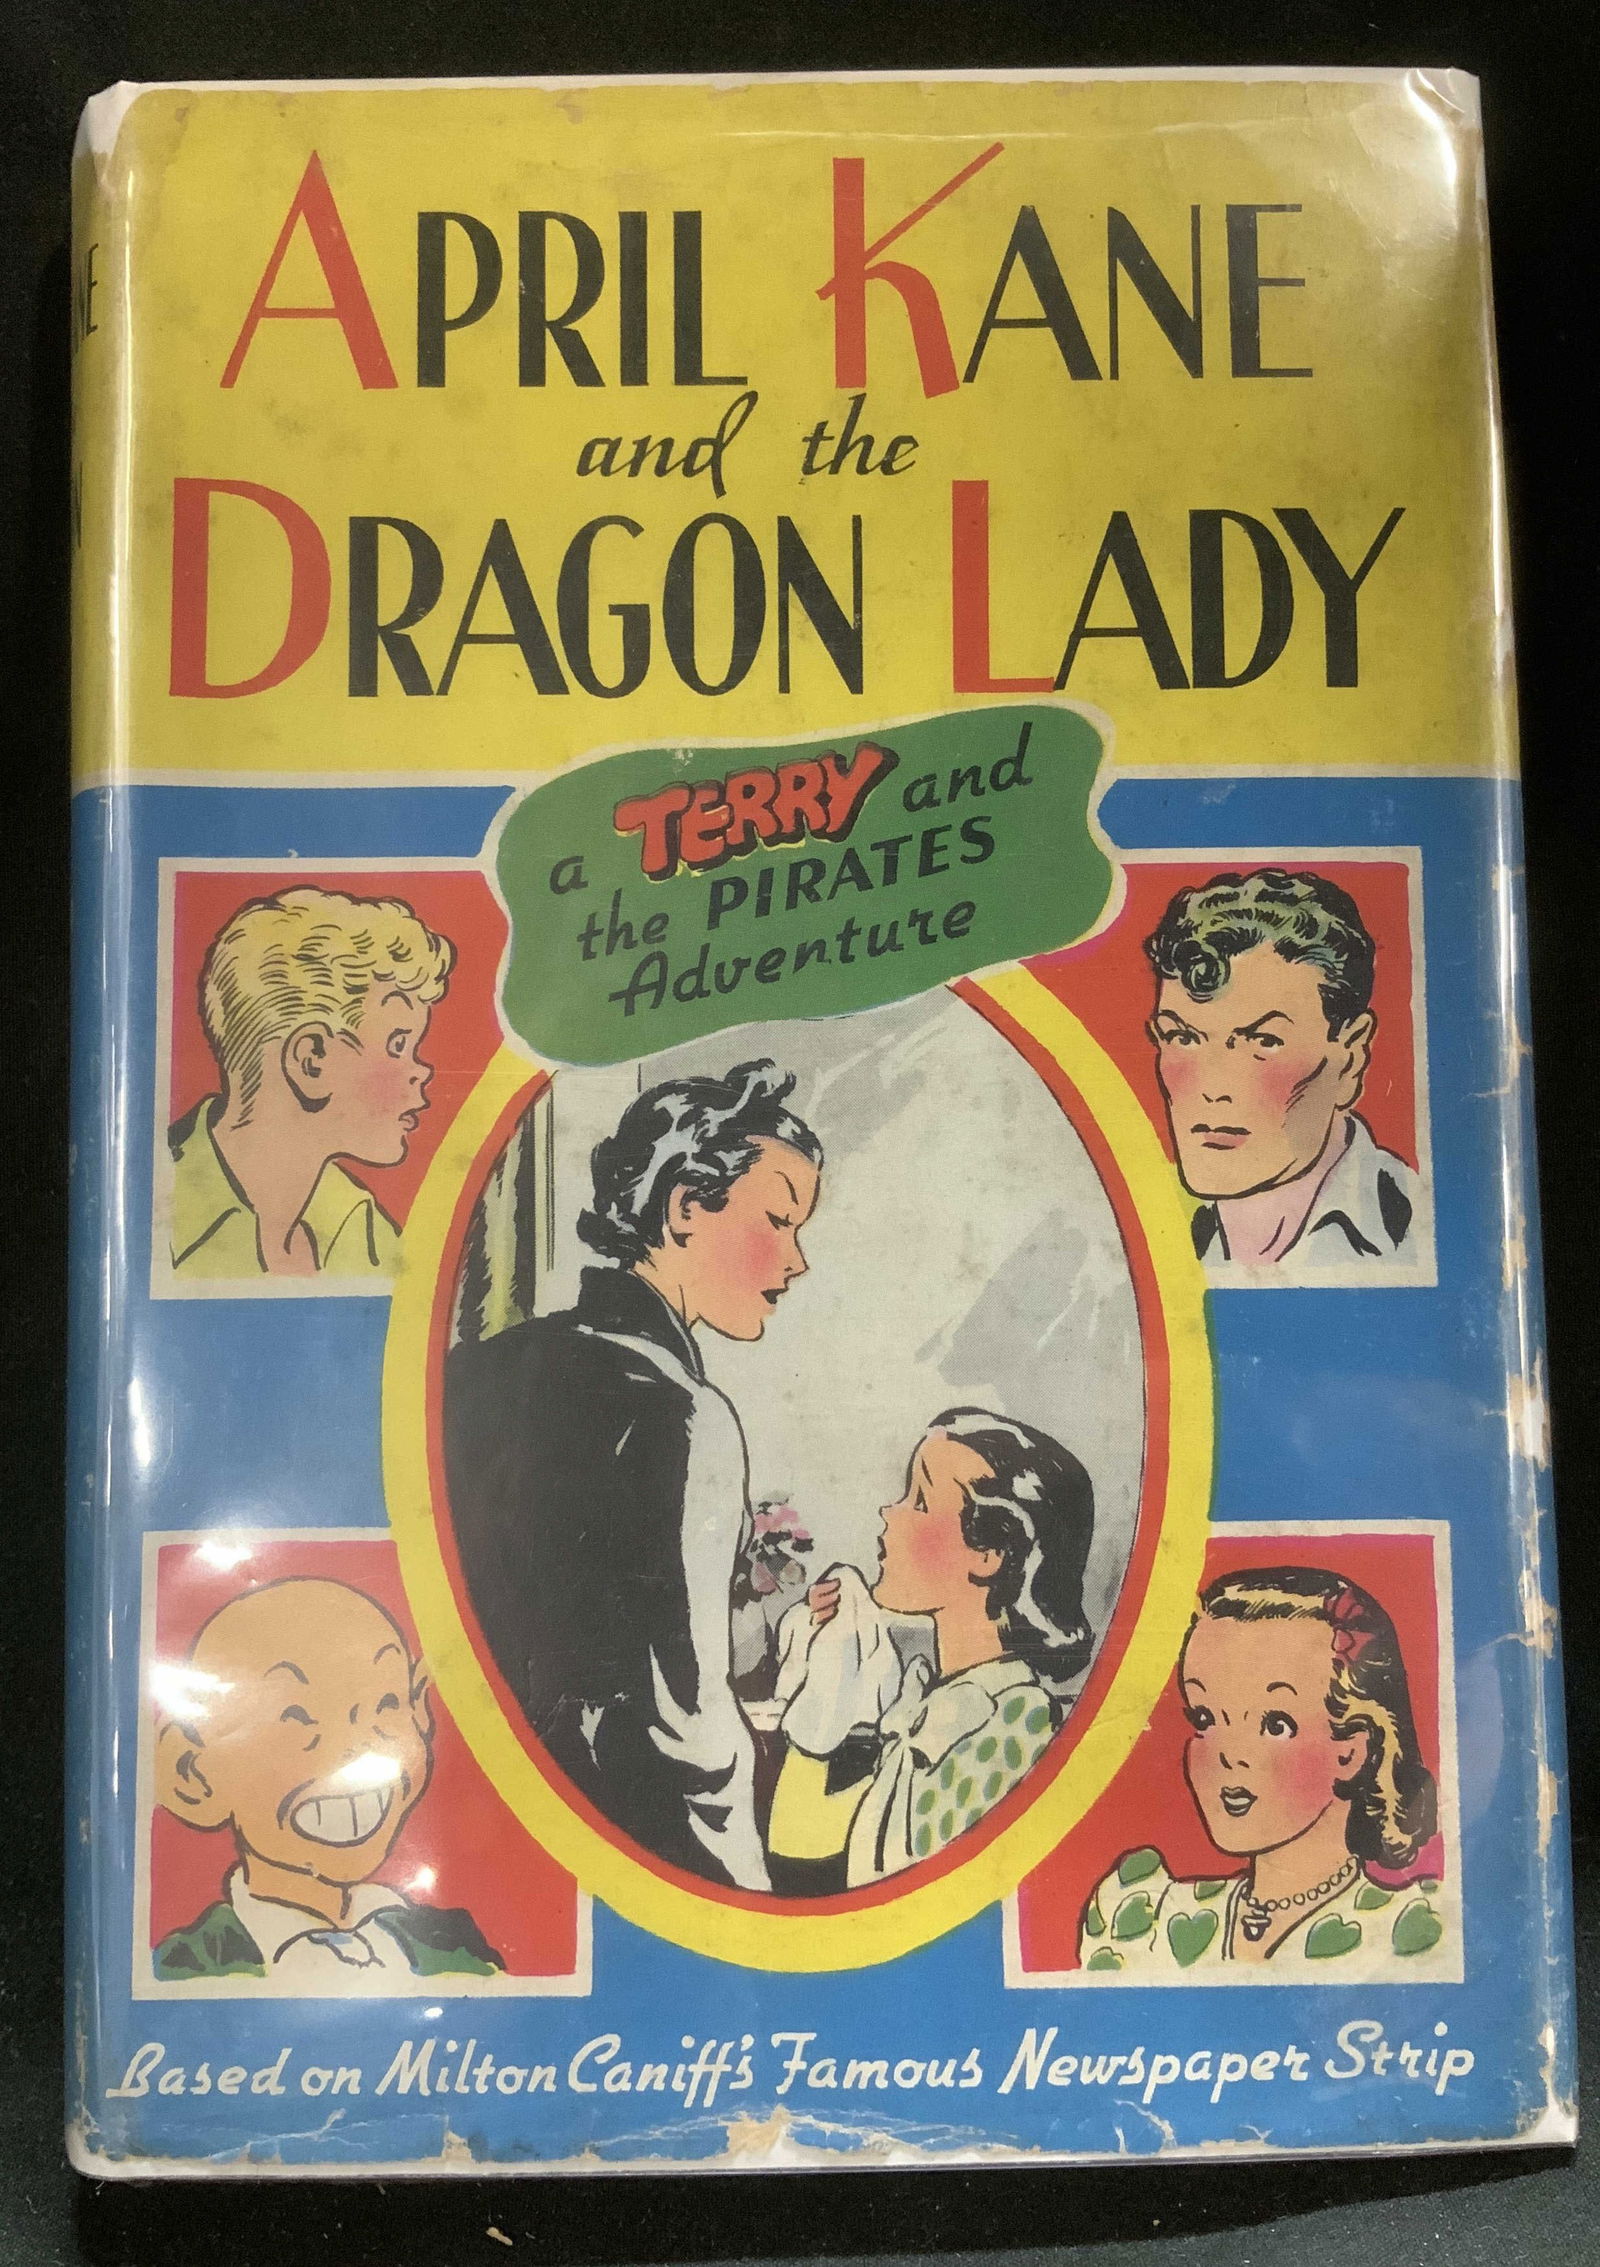 APRIL KANE
and the
DRAGON LADY
a TERRY and
the PIRATES
Adventure
Based on Milton Caniff's Famous Newspaper Strip